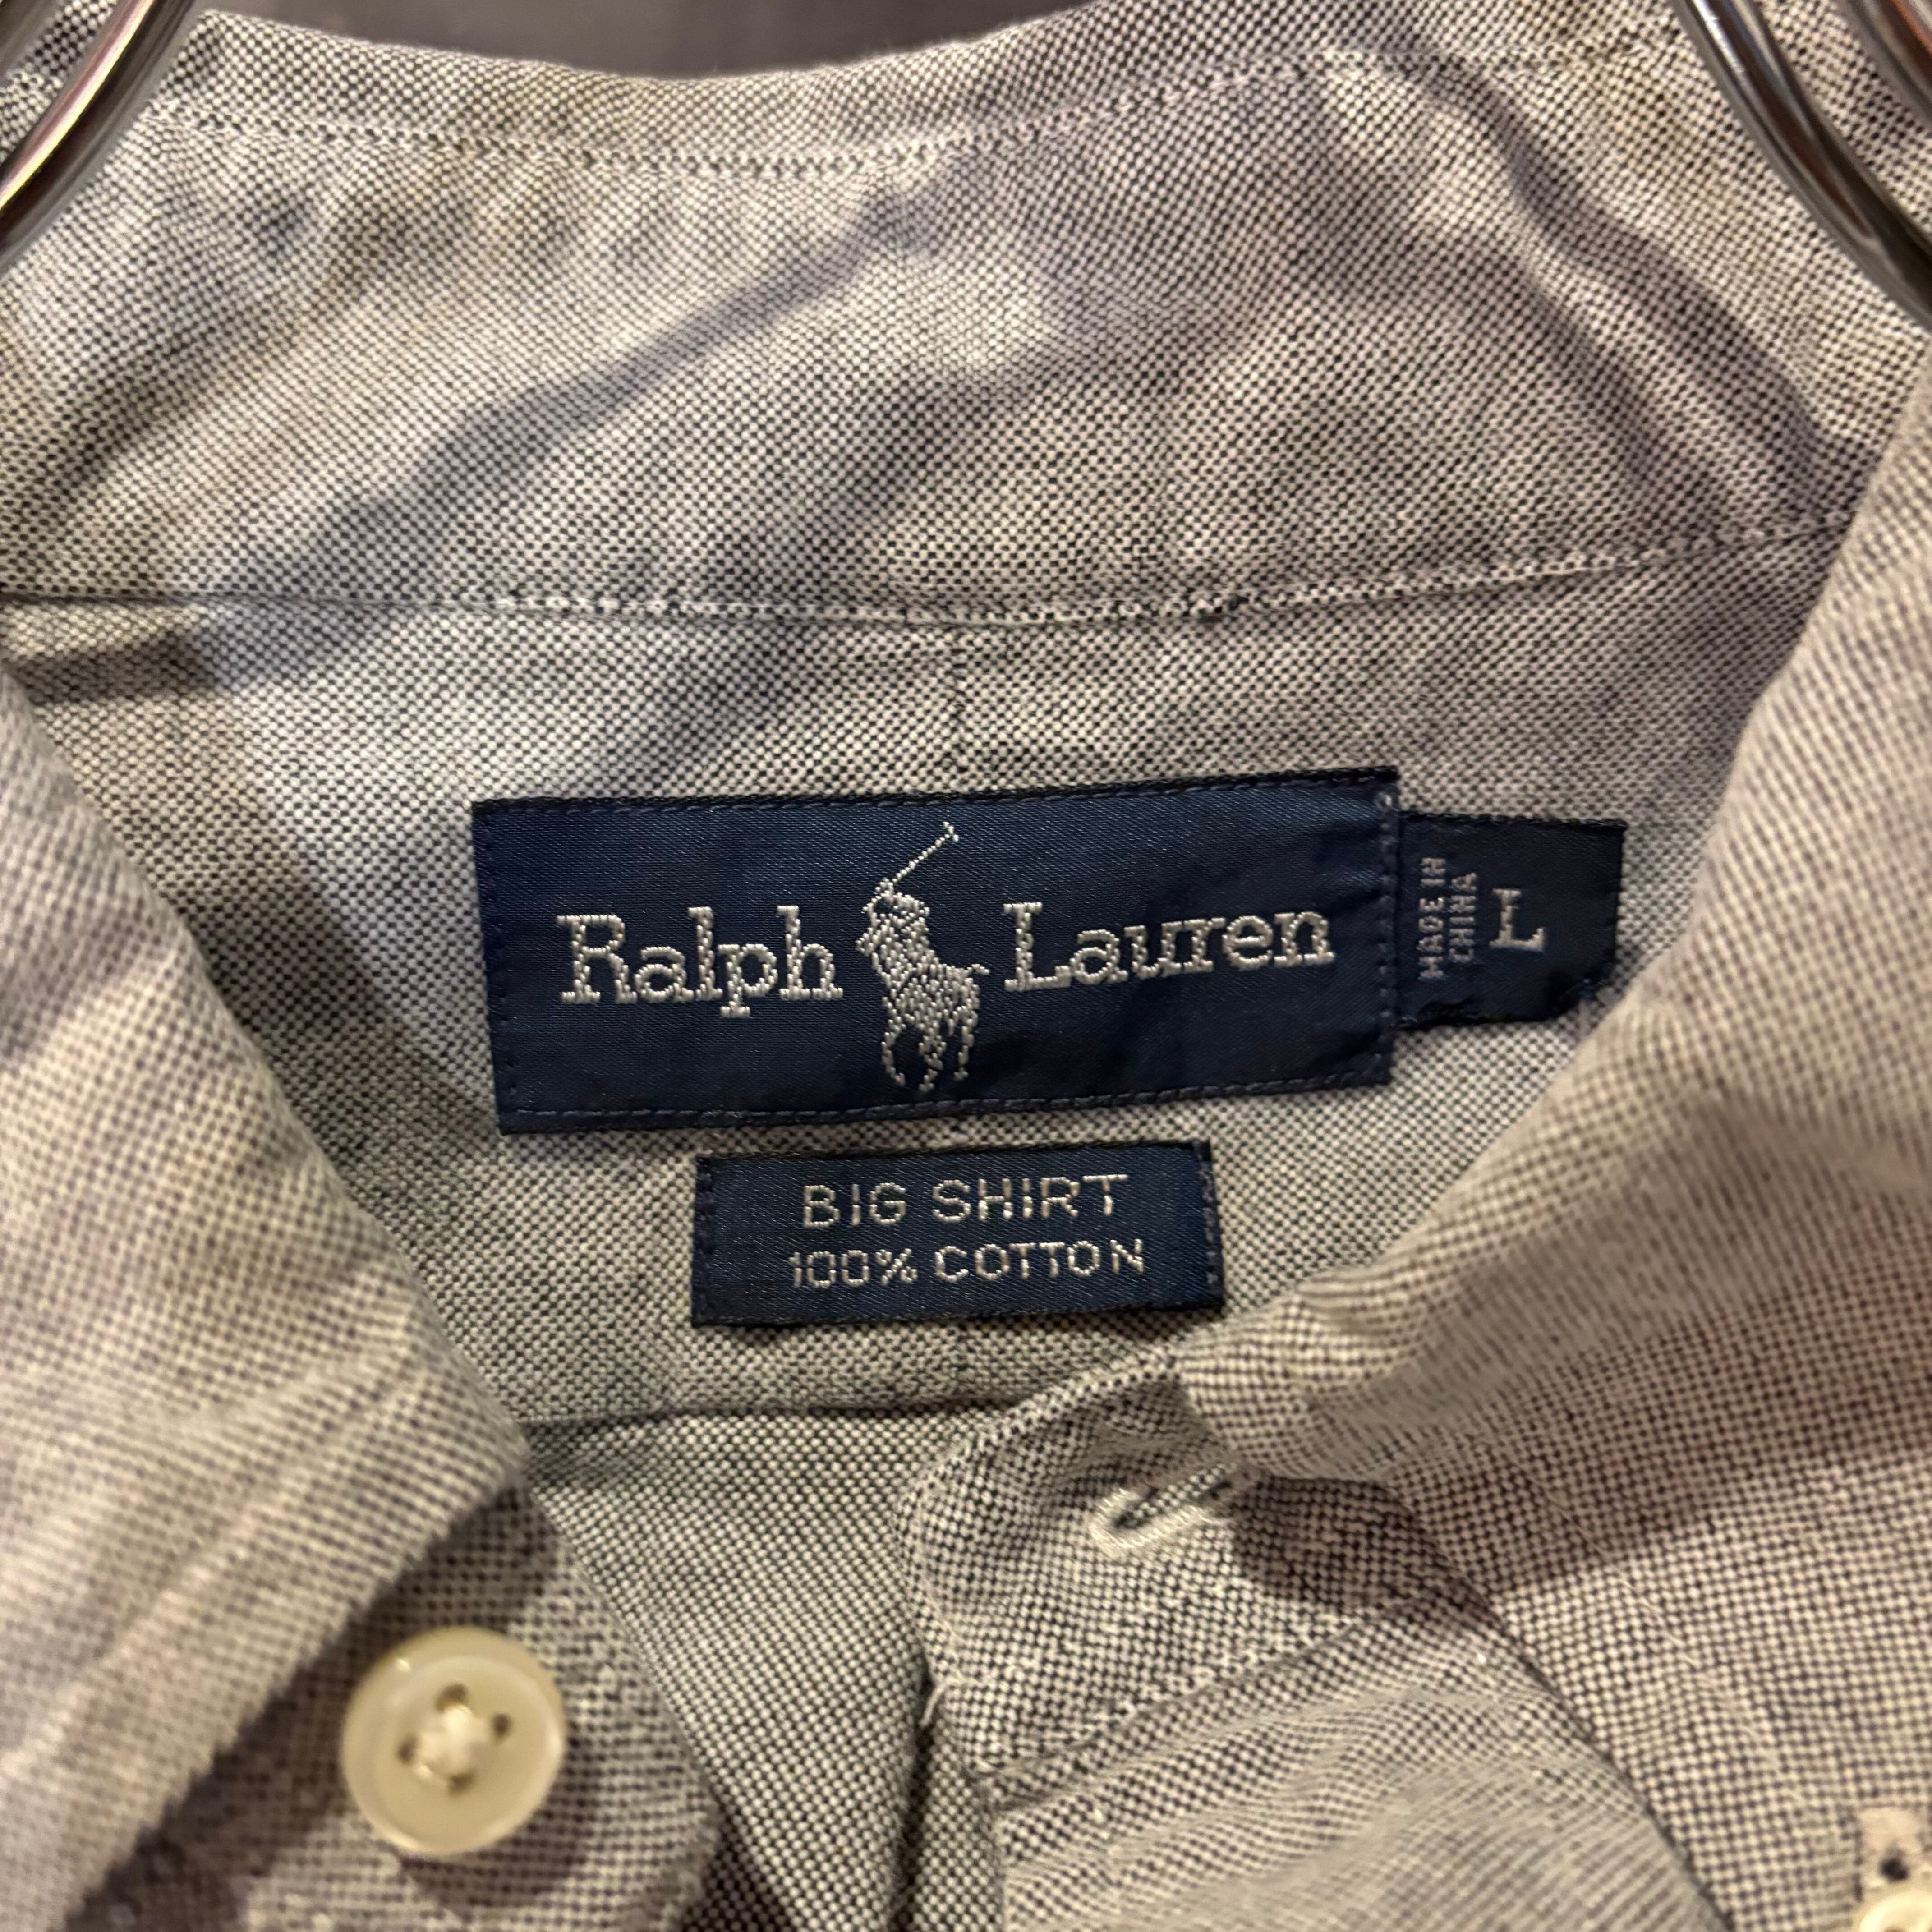 Ralph Lauren
MADE IN
CHINA
L
BIG SHIRT
100% COTTON